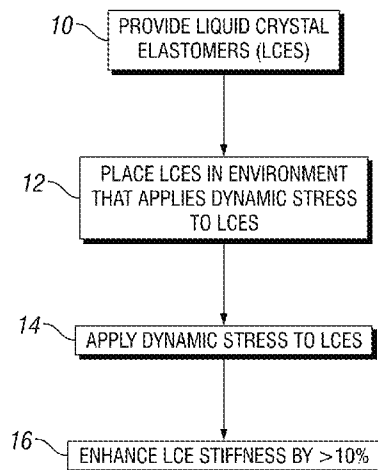 10
PROVIDE LIQUID CRYSTAL
ELASTOMERS (LCES)
12
PLACE LCES IN ENVIRONMENT
THAT APPLIES DYNAMIC STRESS
TO LCES
14
APPLY DYNAMIC STRESS TO LCES
16
ENHANCE LCE STIFFNESS BY >10%